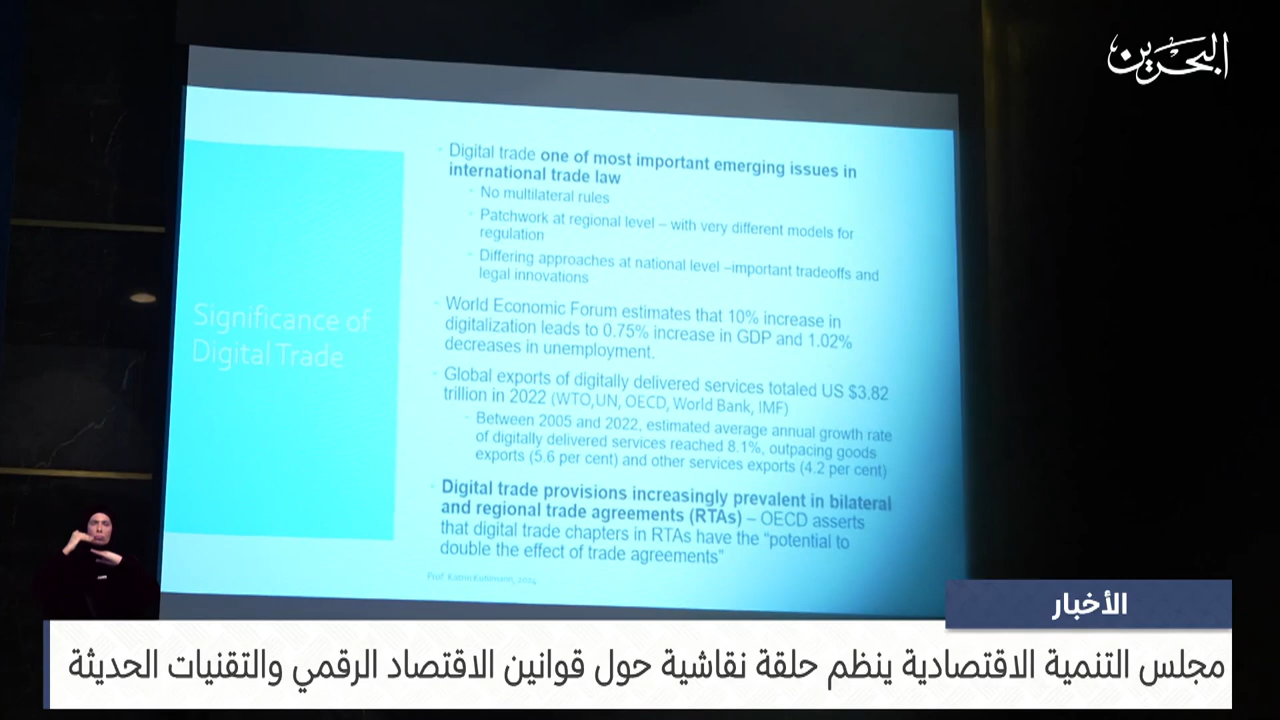 البحرين
Significance of
Digital Trade
Digital trade one of most important emerging issues in
international trade law
No multilateral rules
Patchwork at regional level – with very different models for
regulation
Differing approaches at national level –important tradeoffs and
legal innovations
World Economic Forum estimates that 10% increase in
digitalization leads to 0.75% increase in GDP and 1.02%
decreases in unemployment.
Global exports of digitally delivered services totaled US $3.82
trillion in 2022 (WTO,UN, OECD, World Bank, IMF)
Between 2005 and 2022, estimated average annual growth rate
of digitally delivered services reached 8.1%, outpacing goods
exports (5.6 per cent) and other services exports (4.2 per cent)
Digital trade provisions increasingly prevalent in bilateral
and regional trade agreements (RTAs) – OECD asserts
that digital trade chapters in RTAs have the "potential to
double the effect of trade agreements"
Prof. Katrin Kuhlmann, 2024
الأخبار
مجلس التنمية الاقتصادية ينظم حلقة نقاشية حول قوانين الاقتصاد الرقمي والتقنيات الحديثة